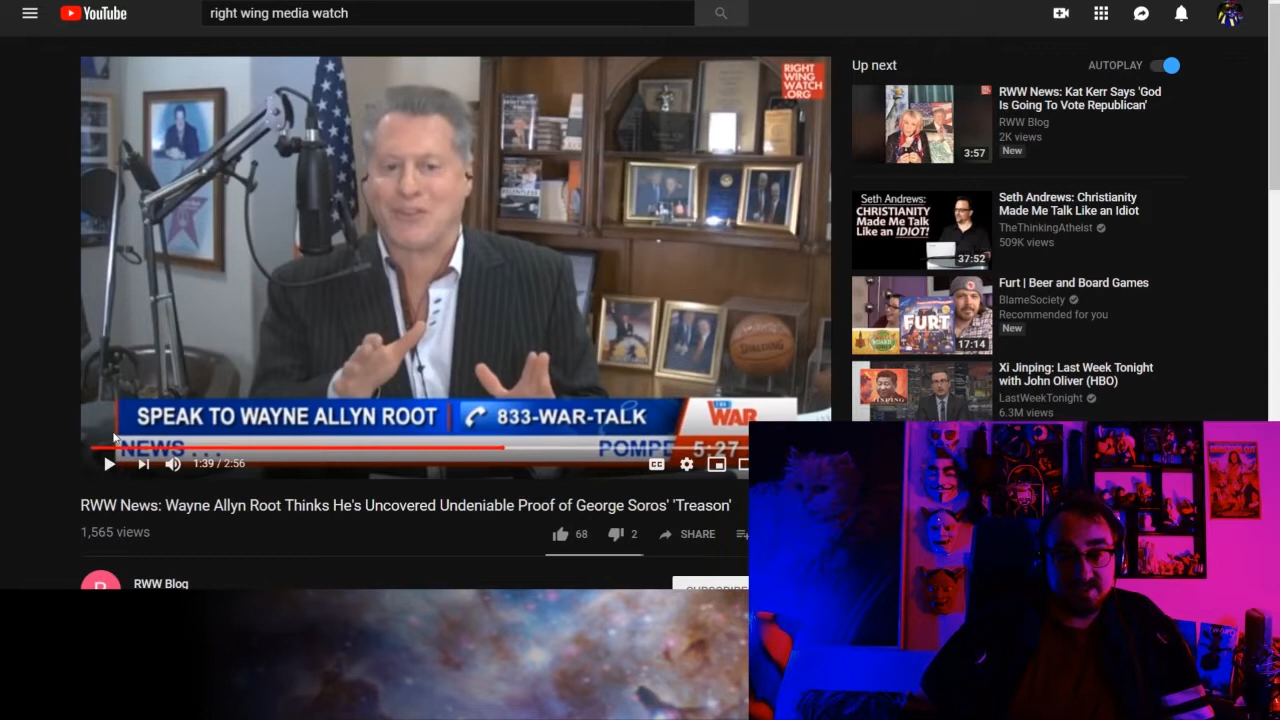 YouTube
right wing media watch
RIGHT
WING
WATCH
.ORG
SPEAK TO WAYNE ALLYN ROOT
833-WAR-TALK
WAR
NEWS . . .
POMPE
5:27
1:39 / 2:56
CC
SPALDING
RWW News: Wayne Allyn Root Thinks He's Uncovered Undeniable Proof of George Soros' 'Treason'
1,565 views
68
2
SHARE
RWW Blog
Up next
AUTOPLAY
RWW News: Kat Kerr Says 'God
Is Going To Vote Republican'
RWW Blog
2K views
New
3:57
Seth Andrews:
CHRISTIANITY
Made Me Talk
Like an IDIOT!
37:52
Seth Andrews: Christianity
Made Me Talk Like an Idiot
TheThinkingAtheist
509K views
FURT
17:14
Furt | Beer and Board Games
BlameSociety
Recommended for you
New
Xi Jinping: Last Week Tonight
with John Oliver (HBO)
LastWeekTonight
6.3M views